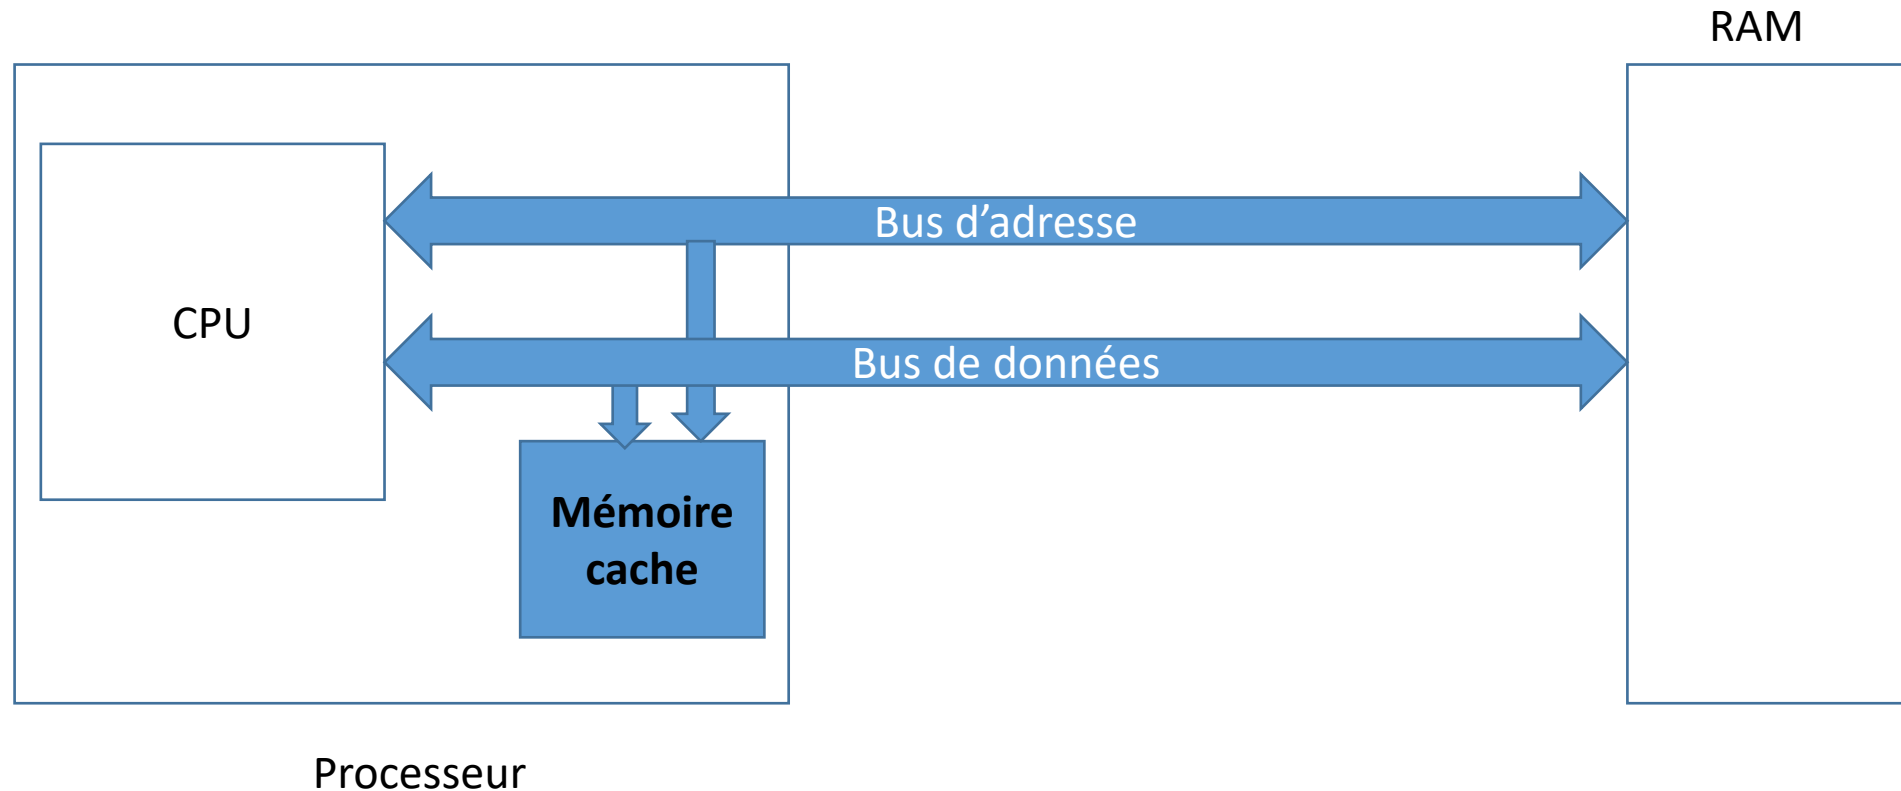 RAM
Bus d’adresse
CPU
Bus de données
Mémoire
cache
Processeur